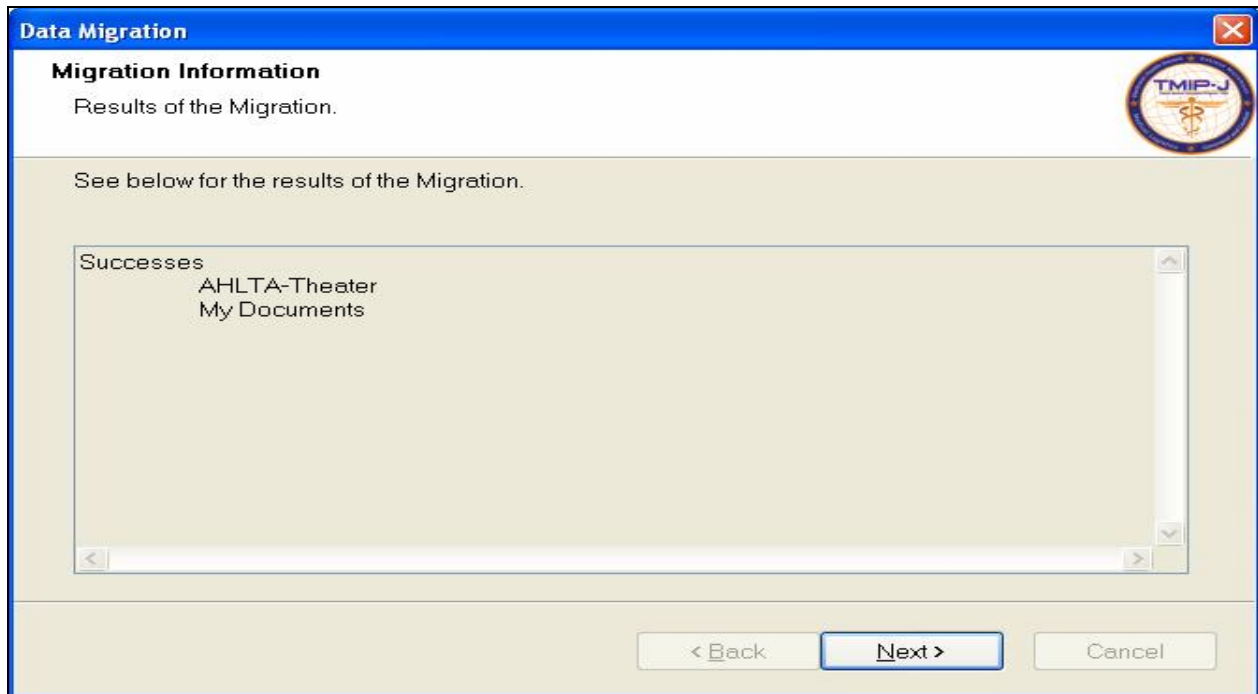 Data Migration
Migration Information
Results of the Migration.
TMIP-J
See below for the results of the Migration.
Successes
AHLTA-Theater
My Documents
< Back
Next >
Cancel